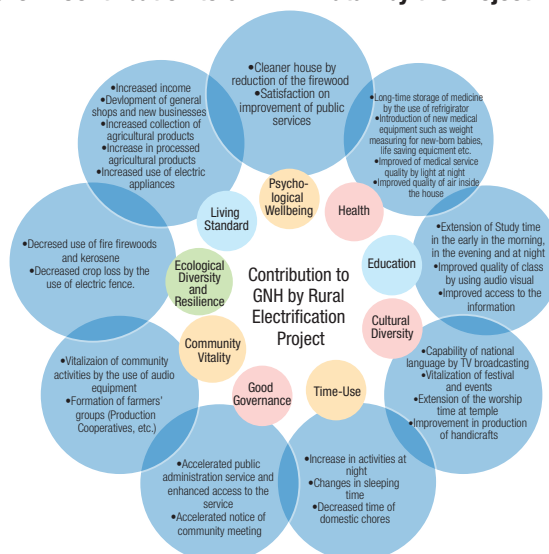 •Cleaner house by
reduction of the firewood
•Satisfaction on
improvement of public
services
•Long-time storage of medicine
by the use of refrigirator
•Introduction of new
medical equipment such as weight
measuring for new-born babies,
life saving equicment etc.
•Improved of medical service
quality by light at night
•Improved quality of air inside
the house
•Extension of Study time
in the early in the morning,
in the evening and at night
•Improved quality of class
by using audio visual
•Improved access to the
information
•Capability of national
language by TV broadcasting
•Vitalization of festival
and events
•Extension of the worship
time at temple
•Improvement in production
of handicrafts
•Increase in activities at
night
•Changes in sleeping
time
•Decreased time of
domestic chores
•Accelerated public
administration service and
enhanced access to the
service
•Accelerated notice of
community meeting
•Vitalizaion of community
activities by the use of audio
equipment
•Formation of farmers'
groups (Production
Cooperatives, etc.)
•Decresed use of fire firewoods
and kerosene
•Decreased crop loss by the
use of electric fence.
•Increased income
•Devlopment of general
shops and new businesses
•Increased collection of
agricultural products
•Increase in processed
agricultural products
•Increased use of electric
appliances
Psycho-
logical
Wellbeing
Health
Education
Cultural
Diversity
Time-Use
Good
Governance
Community
Vitality
Ecological
Diversity
and
Resilience
Living
Standard
Contribution to
GNH by Rural
Electrification
Project